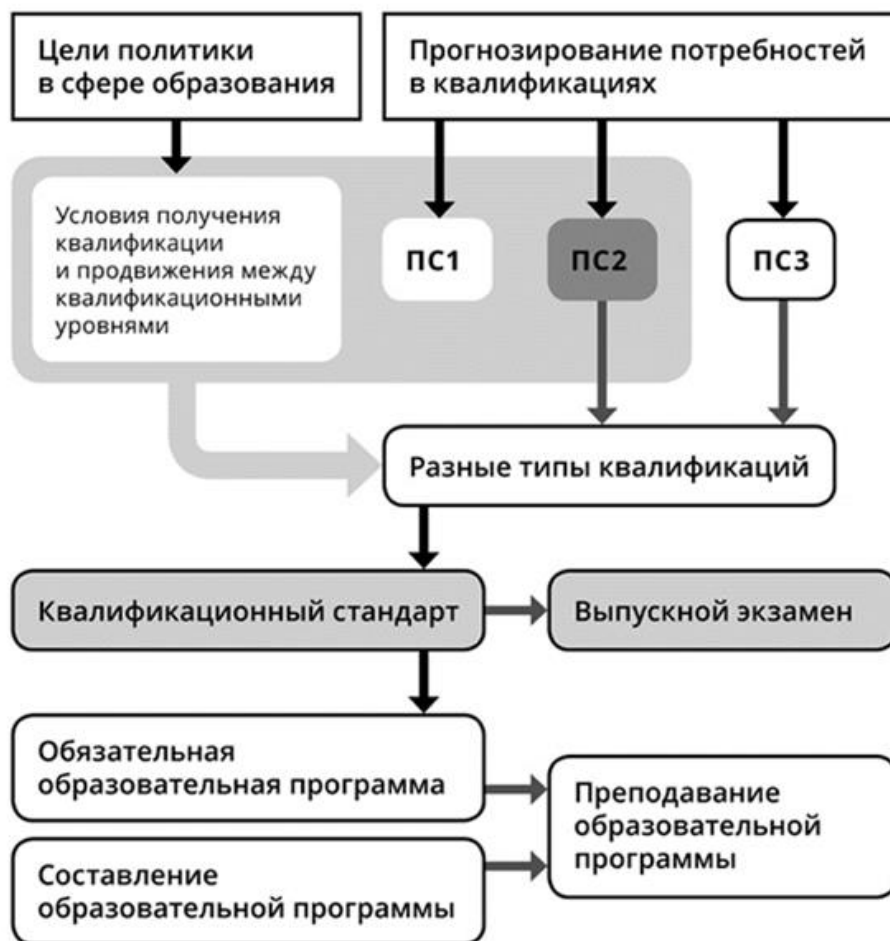 Цели политики
в сфере образования
Прогнозирование потребностей
в квалификациях
Условия получения
квалификации
и продвижения между
квалификационными
уровнями
ПС1
ПС2
ПС3
Разные типы квалификаций
Квалификационный стандарт
Выпускной экзамен
Обязательная
образовательная программа
Преподавание
образовательной
программы
Составление
образовательной программы